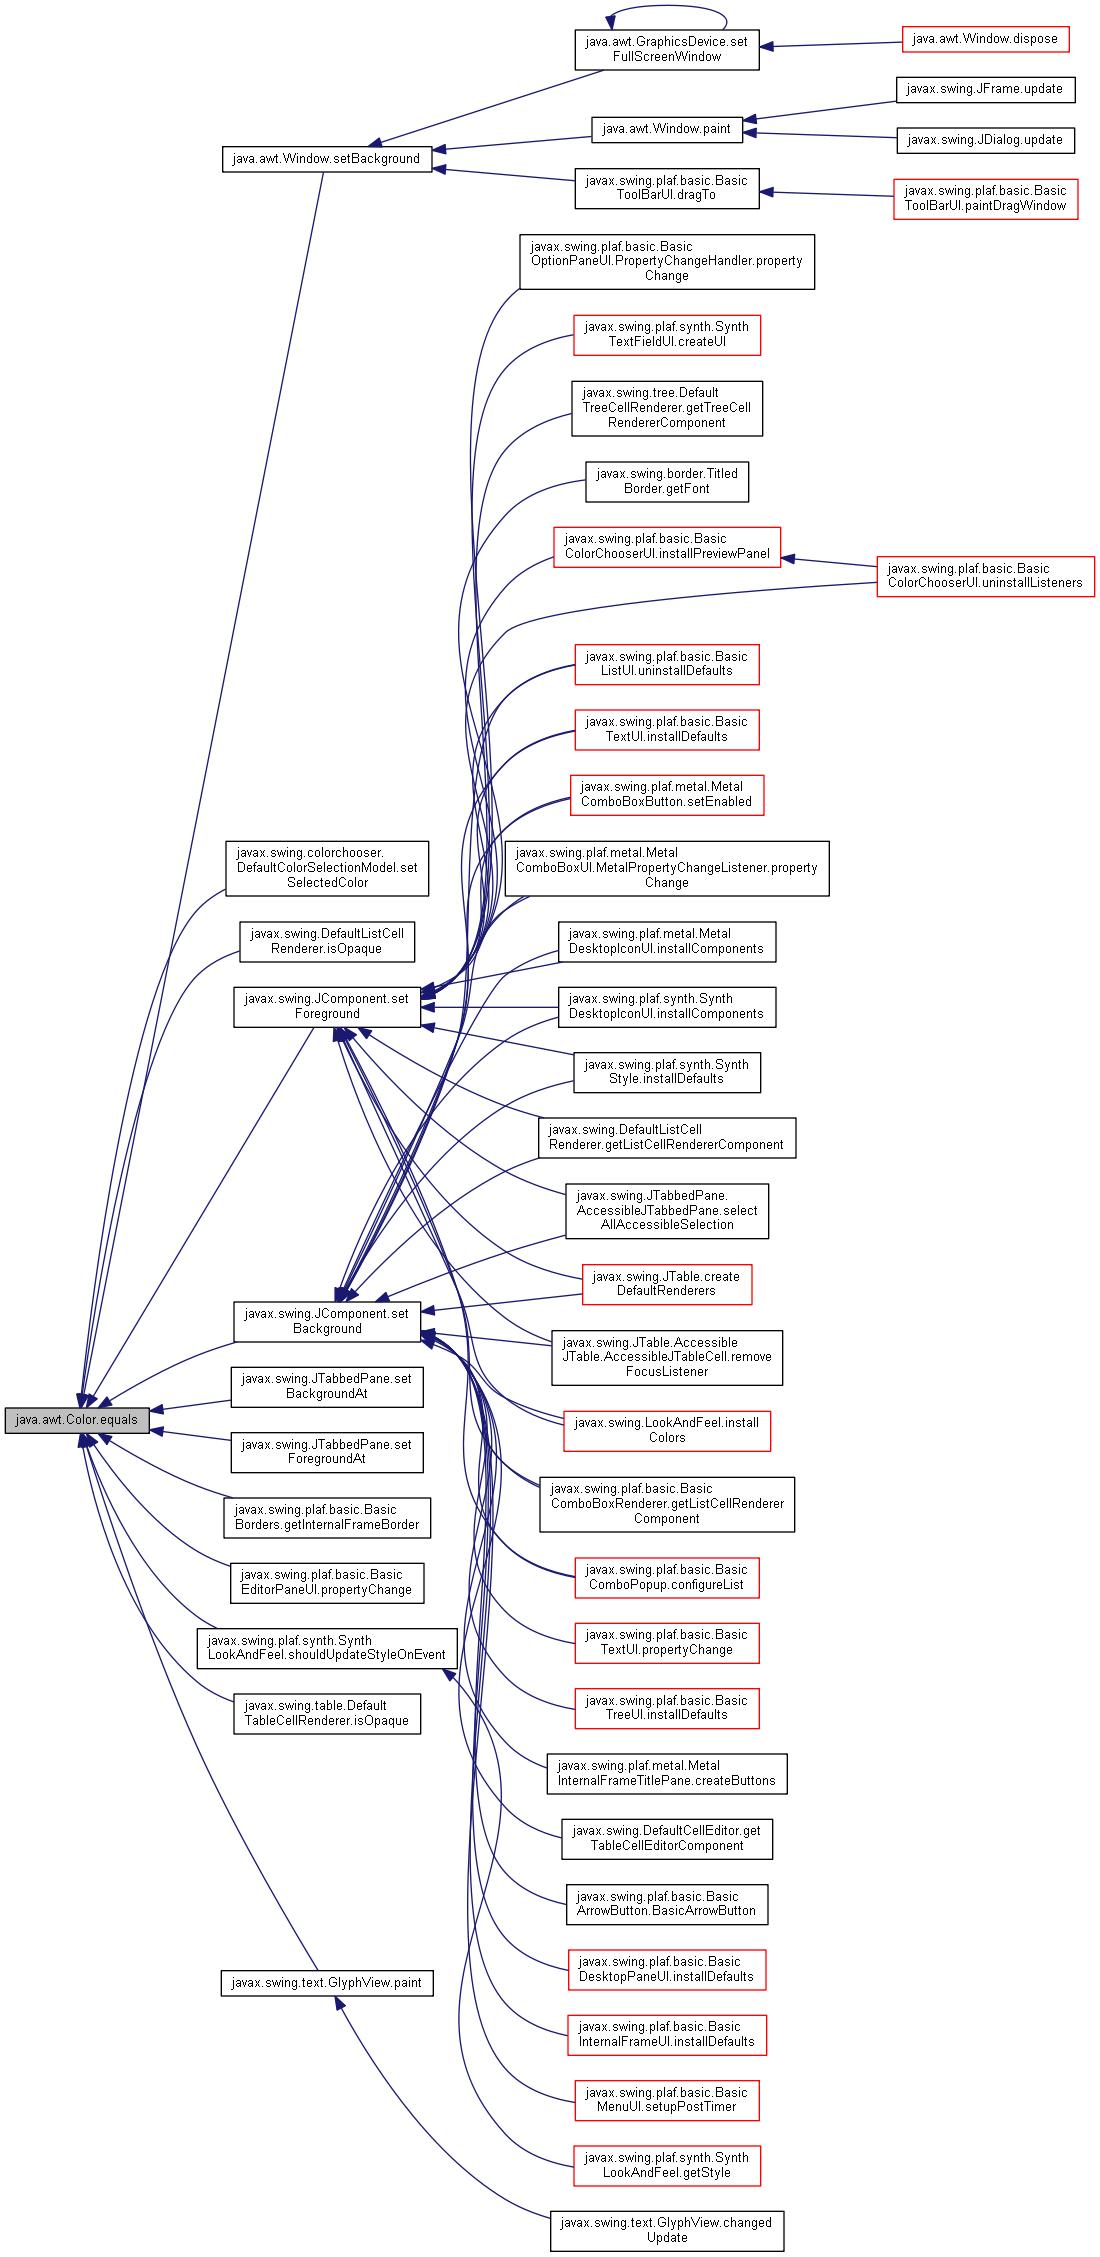 java.awt.GraphicsDevice.set
FullScreenWindow
java.awt.Window.dispose
javax.swing.JFrame.update
java.awt.Window.paint
javax.swing.JDialog.update
java.awt.Window.setBackground
javax.swing.plaf.basic.Basic
ToolBarUI.dragTo
javax.swing.plaf.basic.Basic
ToolBarUI.paintDragWindow
javax.swing.plaf.basic.Basic
OptionPaneUI.PropertyChangeHandler.property
Change
javax.swing.plaf.synth.Synth
TextFieldUI.createUI
javax.swing.tree.Default
TreeCellRenderer.getTreeCell
RendererComponent
javax.swing.border.Titled
Border.getFont
javax.swing.plaf.basic.Basic
ColorChooserUI.installPreviewPanel
javax.swing.plaf.basic.Basic
ColorChooserUI.uninstallListeners
javax.swing.plaf.basic.Basic
ListUI.uninstallDefaults
javax.swing.plaf.basic.Basic
TextUI.installDefaults
javax.swing.plaf.metal.Metal
ComboBoxButton.setEnabled
javax.swing.colorchooser.
DefaultColorSelectionModel.set
SelectedColor
javax.swing.plaf.metal.Metal
ComboBoxUI.MetalPropertyChangeListener.property
Change
javax.swing.DefaultListCell
Renderer.isOpaque
javax.swing.plaf.metal.Metal
DesktopIconUI.installComponents
javax.swing.JComponent.set
Foreground
javax.swing.plaf.synth.Synth
DesktopIconUI.installComponents
javax.swing.plaf.synth.Synth
Style.installDefaults
javax.swing.DefaultListCell
Renderer.getListCellRendererComponent
javax.swing.JTabbedPane.
AccessibleJTabbedPane.select
AllAccessibleSelection
javax.swing.JTable.create
DefaultRenderers
javax.swing.JComponent.set
Background
javax.swing.JTable.Accessible
JTable.AccessibleJTableCell.remove
FocusListener
javax.swing.JTabbedPane.set
BackgroundAt
java.awt.Color.equals
javax.swing.LookAndFeel.install
Colors
javax.swing.JTabbedPane.set
ForegroundAt
javax.swing.plaf.basic.Basic
ComboBoxRenderer.getListCellRenderer
Component
javax.swing.plaf.basic.Basic
Borders.getInternalFrameBorder
javax.swing.plaf.basic.Basic
EditorPaneUI.propertyChange
javax.swing.plaf.basic.Basic
ComboPopup.configureList
javax.swing.plaf.synth.Synth
LookAndFeel.shouldUpdateStyleOnEvent
javax.swing.plaf.basic.Basic
TextUI.propertyChange
javax.swing.table.Default
TableCellRenderer.isOpaque
javax.swing.plaf.basic.Basic
TreeUI.installDefaults
javax.swing.plaf.metal.Metal
InternalFrameTitlePane.createButtons
javax.swing.DefaultCellEditor.get
TableCellEditorComponent
javax.swing.plaf.basic.Basic
ArrowButton.BasicArrowButton
javax.swing.text.GlyphView.paint
javax.swing.plaf.basic.Basic
DesktopPaneUI.installDefaults
javax.swing.plaf.basic.Basic
InternalFrameUI.installDefaults
javax.swing.plaf.basic.Basic
MenuUI.setupPostTimer
javax.swing.plaf.synth.Synth
LookAndFeel.getStyle
javax.swing.text.GlyphView.changed
Update